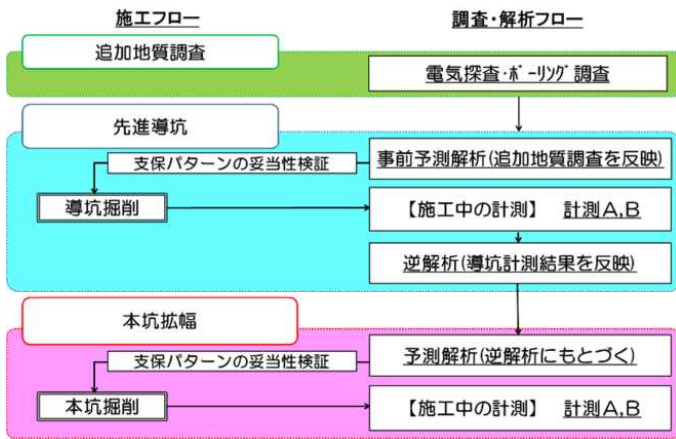 施工フロー
調査・解析フロー
追加地質調査
電気探査・ボーリング調査
先進導坑
支保パターンの妥当性検証
事前予測解析(追加地質調査を反映)
導坑掘削
【施工中の計測】 計測A,B
逆解析(導坑計測結果を反映)
本坑拡幅
支保パターンの妥当性検証
予測解析(逆解析にもとづく)
本坑掘削
【施工中の計測】 計測A,B